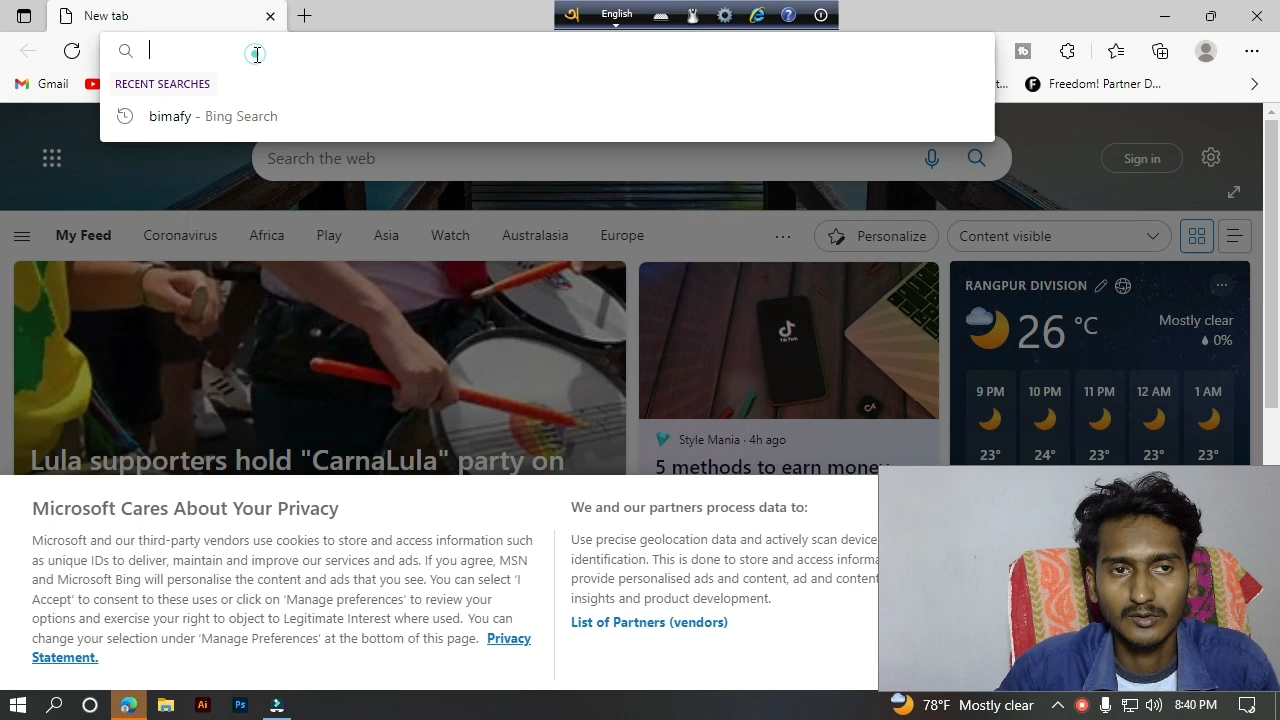 New tab
অ English
RECENT SEARCHES
bimafy - Bing Search
Gmail
Freedom! Partner D...
Search the web
Sign in
My Feed Coronavirus Africa Play Asia Watch Australasia Europe ... Personalize Content visible
RANGPUR DIVISION
26 °C
Mostly clear
0%
9 PM 10 PM 11 PM 12 AM 1 AM
23° 24° 23° 23° 23°
TikTok
Style Mania · 4h ago
5 methods to earn money
Lula supporters hold "CarnaLula" party on
Microsoft Cares About Your Privacy
Microsoft and our third-party vendors use cookies to store and access information such
as unique IDs to deliver, maintain and improve our services and ads. If you agree, MSN
and Microsoft Bing will personalise the content and ads that you see. You can select ‘I
Accept’ to consent to these uses or click on ‘Manage preferences’ to review your
options and exercise your right to object to Legitimate Interest where used. You can
change your selection under ‘Manage Preferences’ at the bottom of this page. Privacy
Statement.
We and our partners process data to:
Use precise geolocation data and actively scan device
identification. This is done to store and access informa
provide personalised ads and content, ad and content
insights and product development.
List of Partners (vendors)
Ai Ps
78°F Mostly clear
8:40 PM